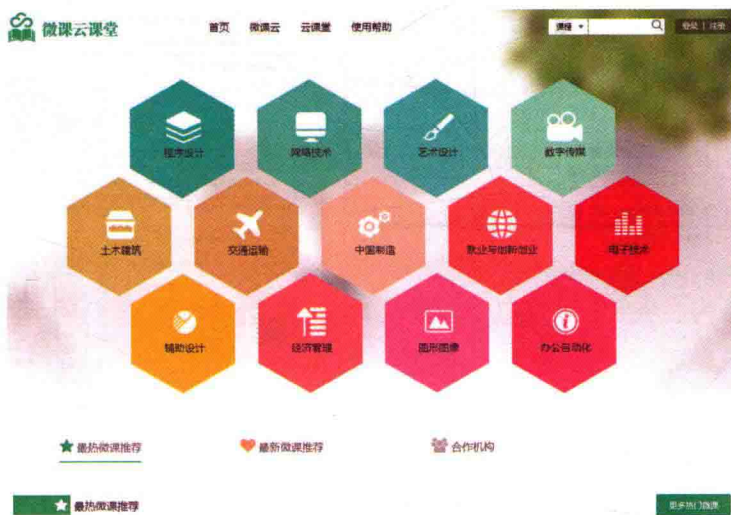 微课云课堂
首页 微课云 云课堂 使用帮助
课程
登录 | 注册
程序设计 网络技术 艺术设计 数字传媒
土木建筑 交通运输 中国制造 就业与创新创业 电子技术
辅助设计 经济管理 图形图像 办公自动化
最热微课推荐 最新微课推荐 合作机构
最热微课推荐 更多热门微课